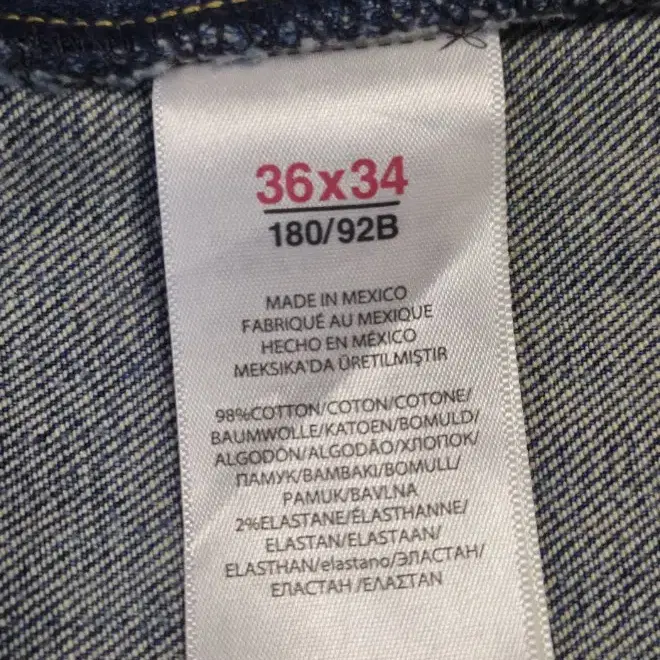 36x34
180/92B
MADE IN MEXICO
FABRIQUÉ AU MEXIQUE
HECHO EN MÉXICO
MEKSIKA'DA ÜRETILMIŞTIR
98%COTTON/COTON/COTONE/
BAUMWOLLE/KATOEN/BOMULD/
ALGODÓN/ALGODÃO/ХЛОПОК/
ПАМУК/BAMBAKI/BOMULL/
PAMUK/BAVLNA
2%ELASTANE/ÉLASTHANNE/
ELASTAN/ELASTAAN/
ELASTHAN/elastano/ЭЛАСТАН/
ЕЛАСТАН /ΕΛΑΣΤΑΝ